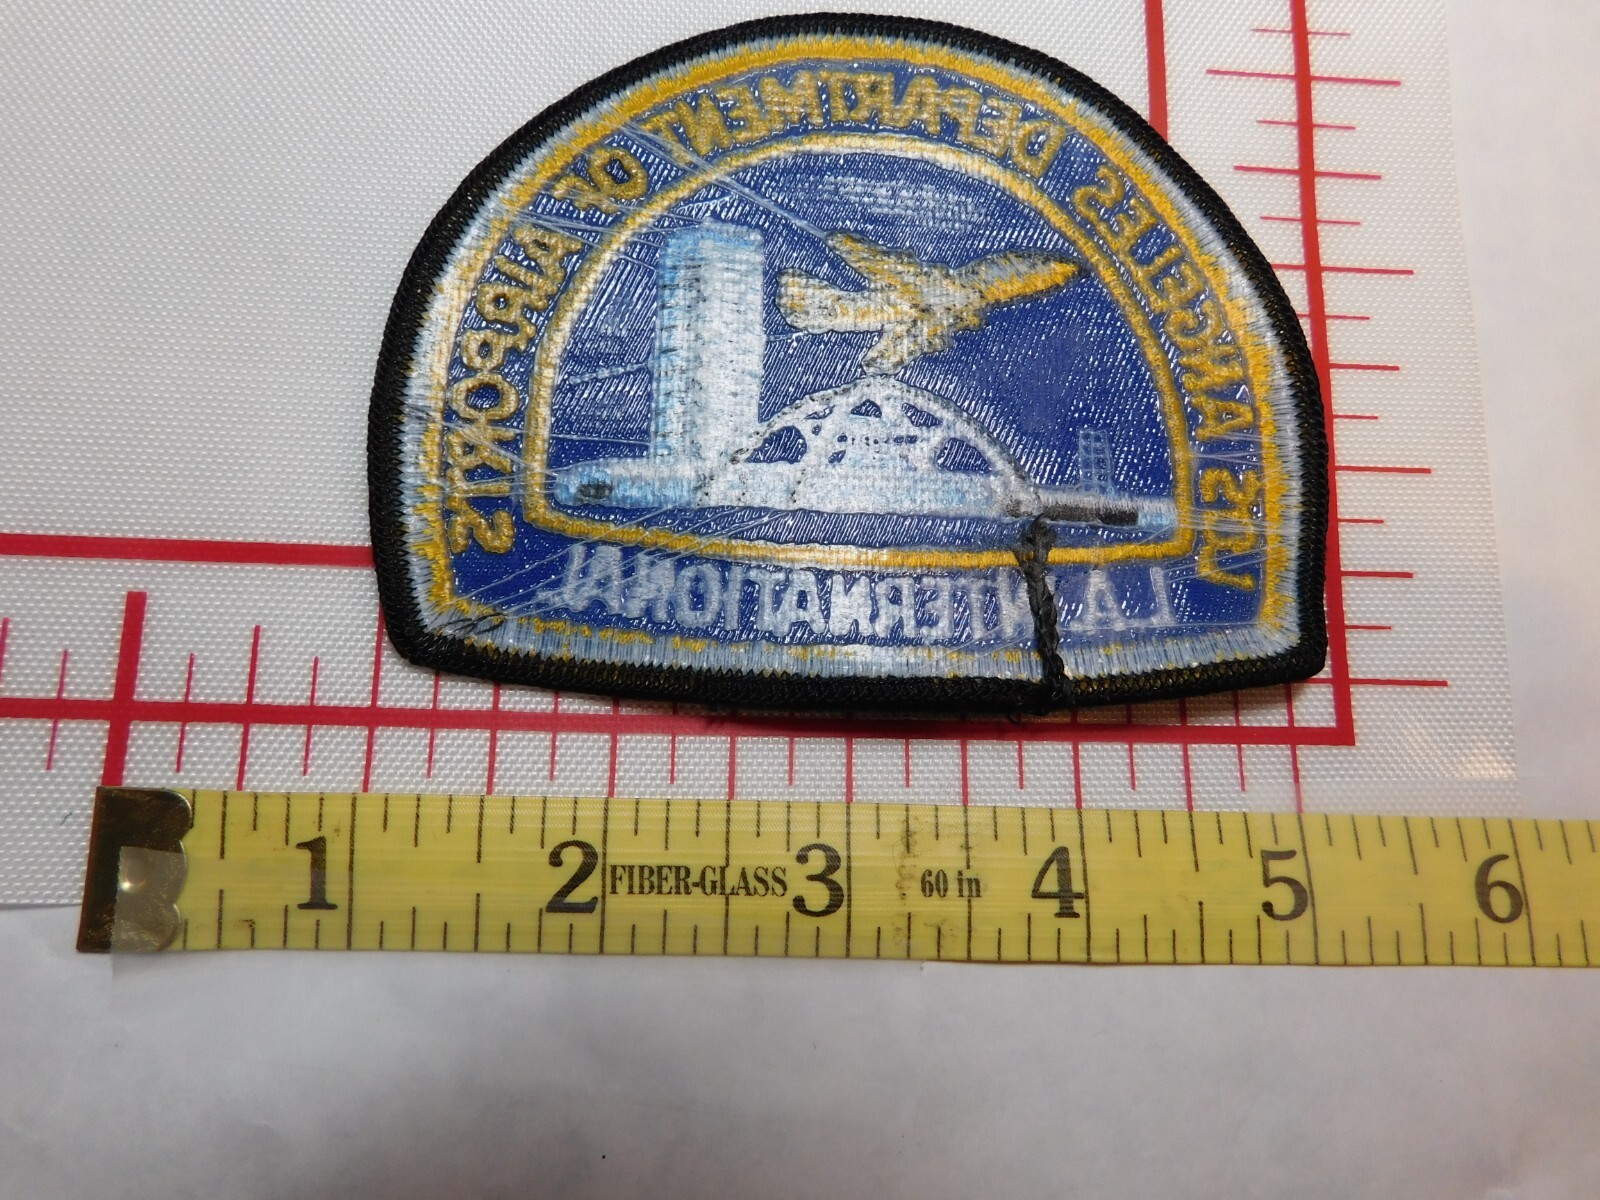 LOS ANGELES DEPARTMENT OF AIRPORTS
L.A. INTERNATIONAL
1 2 FIBER-GLASS 3 60 in 4 5 6